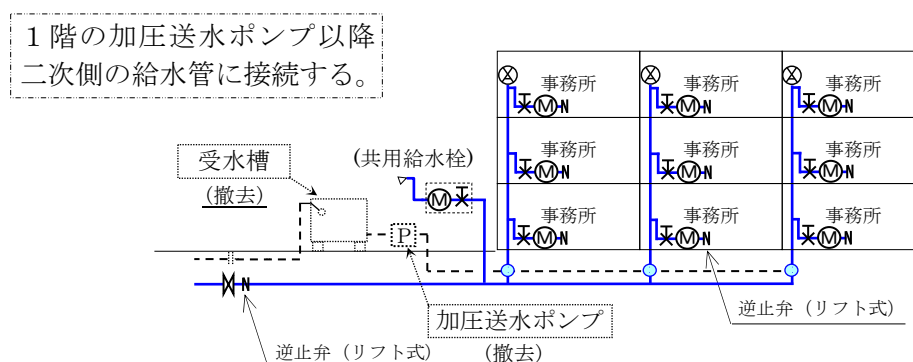 １階の加圧送水ポンプ以降
二次側の給水管に接続する。
事務所 事務所 事務所
M N M N M N
(共用給水栓)
受水槽
(撤去)
事務所 事務所 事務所
M N M N M N
M
P
事務所 事務所 事務所
M N M N M N
N
加圧送水ポンプ
(撤去)
逆止弁（リフト式）
逆止弁（リフト式）